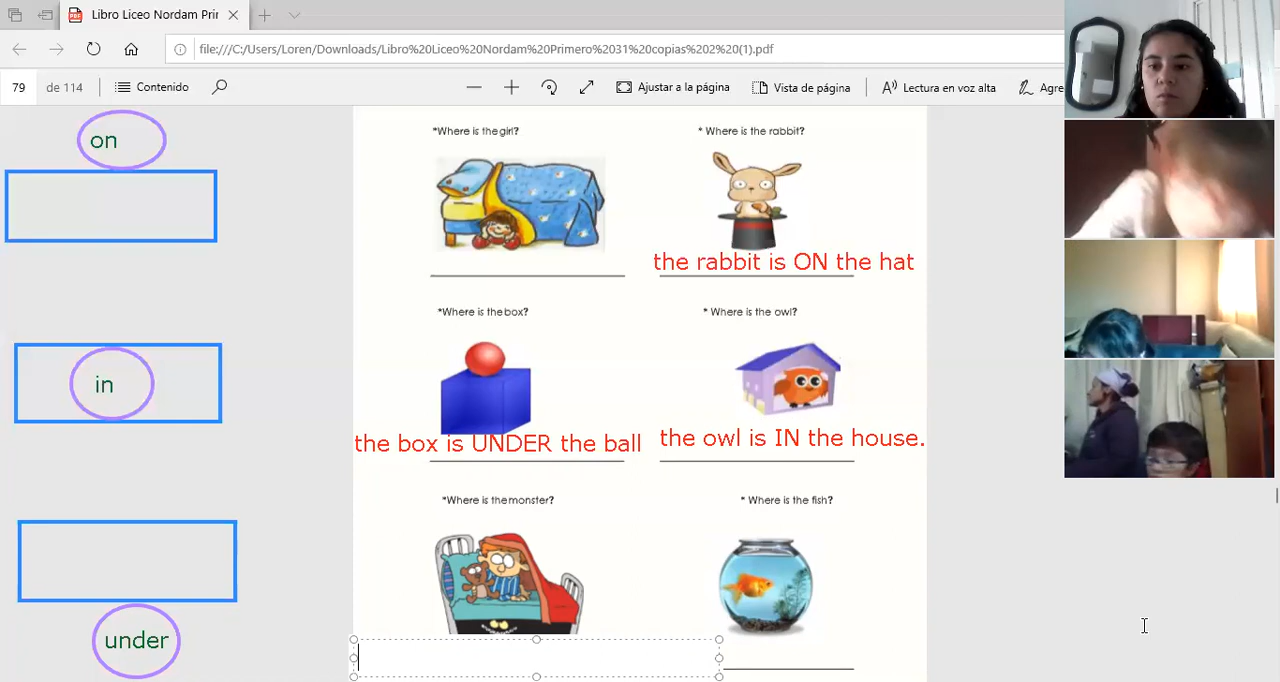 Libro Liceo Nordam Prir
file:///C:/Users/Loren/Downloads/Libro%20Liceo%20Nordam%20Primero%2031%20copias%202%20(1).pdf
79 de 114 Contenido Ajustar a la página Vista de página Lectura en voz alta Agre
on
in
under
*Where is the girl? * Where is the rabbit?
the rabbit is ON the hat
*Where is the box? * Where is the owl?
the box is UNDER the ball the owl is IN the house.
*Where is the monster? * Where is the fish?